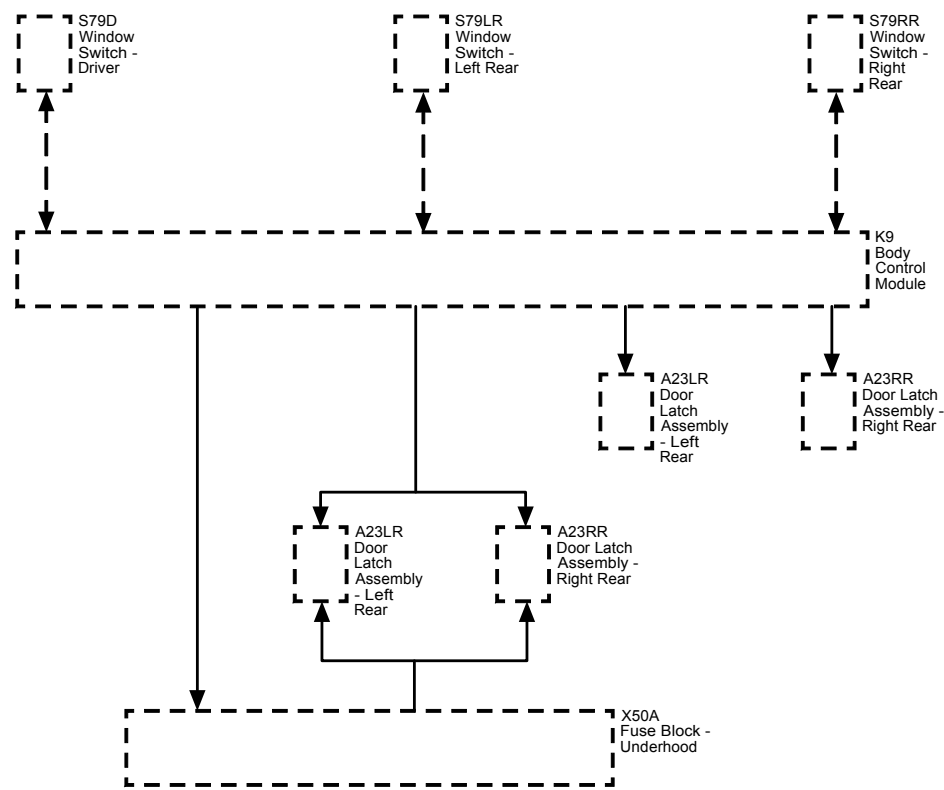 S79D
Window
Switch -
Driver
S79LR
Window
Switch -
Left Rear
S79RR
Window
Switch -
Right
Rear
K9
Body
Control
Module
A23LR
Door
Latch
Assembly
- Left
Rear
A23RR
Door Latch
Assembly -
Right Rear
A23LR
Door
Latch
Assembly
- Left
Rear
A23RR
Door Latch
Assembly -
Right Rear
X50A
Fuse Block -
Underhood